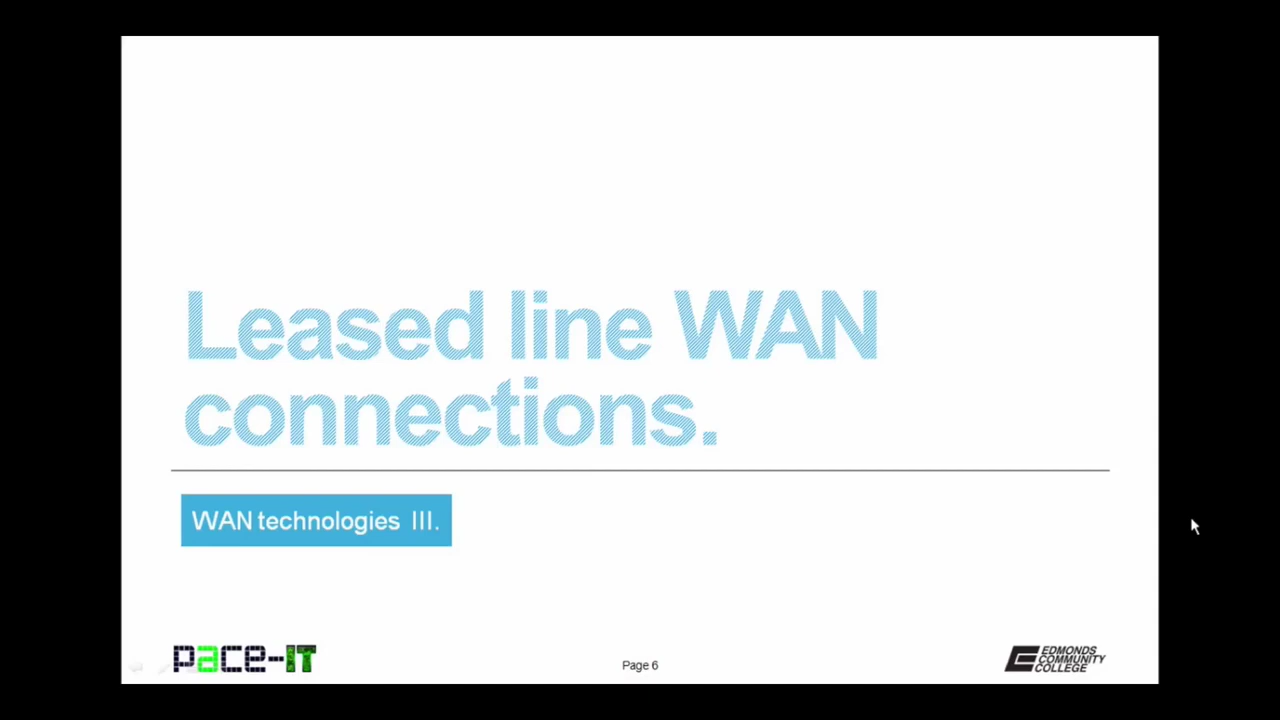 Leased line WAN
connections.
WAN technologies III.
pace-IT
Page 6
EDMONDS
COMMUNITY
COLLEGE